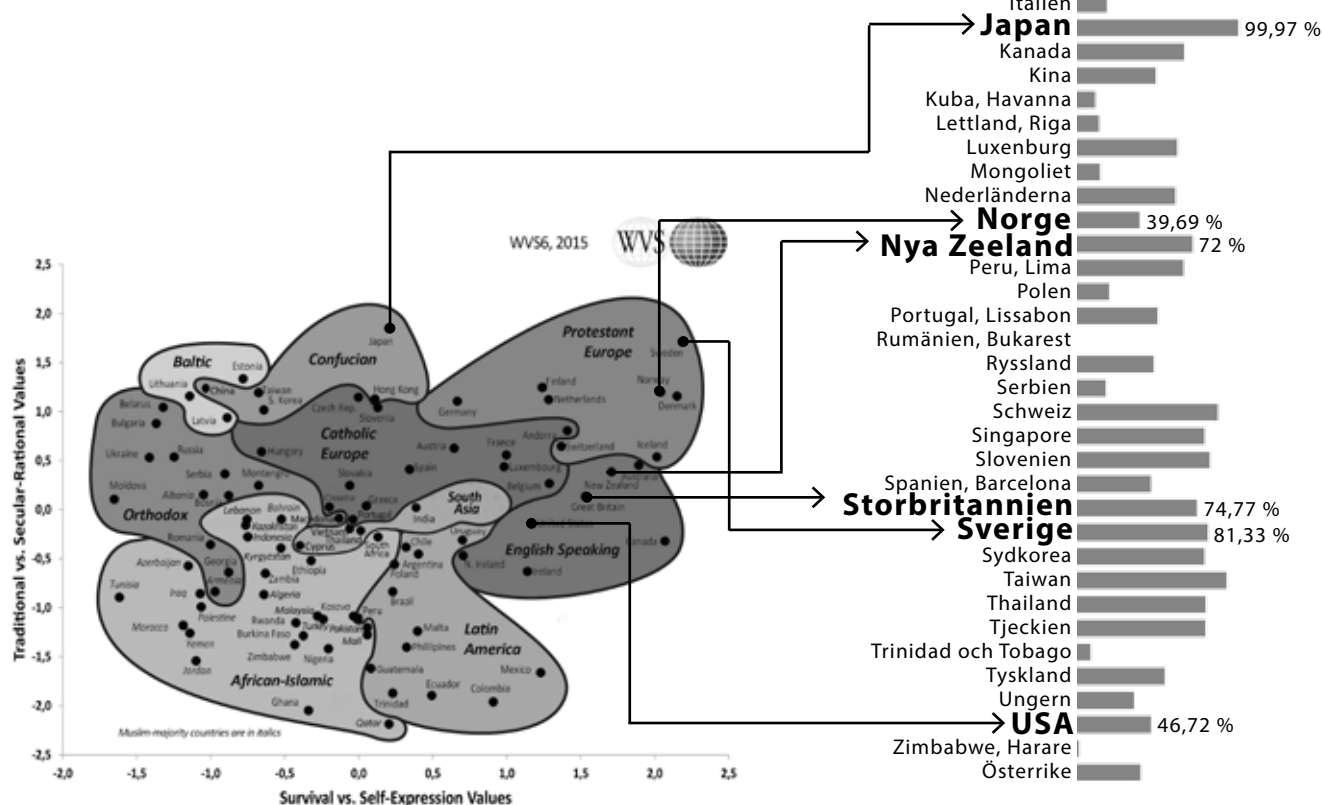 Italien
Japan 99,97 %
Kanada
Kina
Kuba, Havanna
Lettland, Riga
Luxenburg
Mongoliet
Nederländerna
Norge 39,69 %
Nya Zeeland 72 %
Peru, Lima
Polen
Portugal, Lissabon
Rumänien, Bukarest
Ryssland
Serbien
Schweiz
Singapore
Slovenien
Spanien, Barcelona
Storbritannien 74,77 %
Sverige 81,33 %
Sydkorea
Taiwan
Thailand
Tjeckien
Trinidad och Tobago
Tyskland
Ungern
USA 46,72 %
Zimbabwe, Harare
Österrike
WVS6, 2015
WVS
Traditional vs. Secular-Rational Values
2,5
2,0
1,5
1,0
0,5
0,0
-0,5
-1,0
-1,5
-2,0
-2,5
Japan
Protestant
Europe
Sweden
Baltic
Confucian
Estonia
Lithuania
China
Taiwan
S. Korea
Hong Kong
Finland
Norway
Netherlands
Denmark
Belarus
Latvia
Czech Rep.
Slovenia
Germany
Bulgaria
Catholic
Europe
Andorra
Switzerland
Iceland
Ukraine
Russia
Hungary
Austria
France
Luxembourg
Australia
Serbia
Montengro
Slovakia
Spain
Belgium
New Zealand
Moldova
Albania
Bosnia
Croatia
Greece
South
Asia
Great Britain
Orthodox
Lebanon
Bahrain
Macedonia
Portugal
India
United States
Kazakhstan
Vietnam
Thailand
Uruguay
Romania
Indonesia
Cyprus
South
Africa
Chile
Canada
Kyrgyzstan
Argentina
N. Ireland
English Speaking
Azerbaijan
Georgia
Ethiopia
Poland
Ireland
Tunisia
Armenia
Zambia
Iraq
Algeria
Brazil
Palestine
Malaysia
Kosovo
Peru
Morocco
Rwanda
Turkey
Pakistan
Malta
Latin
America
Yemen
Burkina Faso
Mali
Phillipines
Jordan
Zimbabwe
Nigeria
Guatemala
Mexico
African-Islamic
Ecuador
Colombia
Ghana
Trinidad
Qatar
Muslim-majority countries are in italics
-2,0 -1,5 -1,0 -0,5 0,0 0,5 1,0 1,5 2,0 2,5
Survival vs. Self-Expression Values